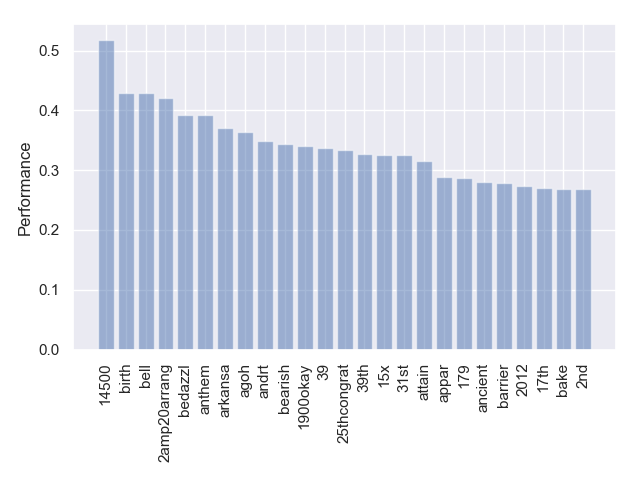 0.5
0.4
0.3
0.2
0.1
0.0
Performance
14500
birth
bell
2amp20arrang
bedazzl
anthem
arkansa
agoh
andrt
bearish
1900okay
39
25thcongrat
39th
15x
31st
attain
appar
179
ancient
barrier
2012
17th
bake
2nd